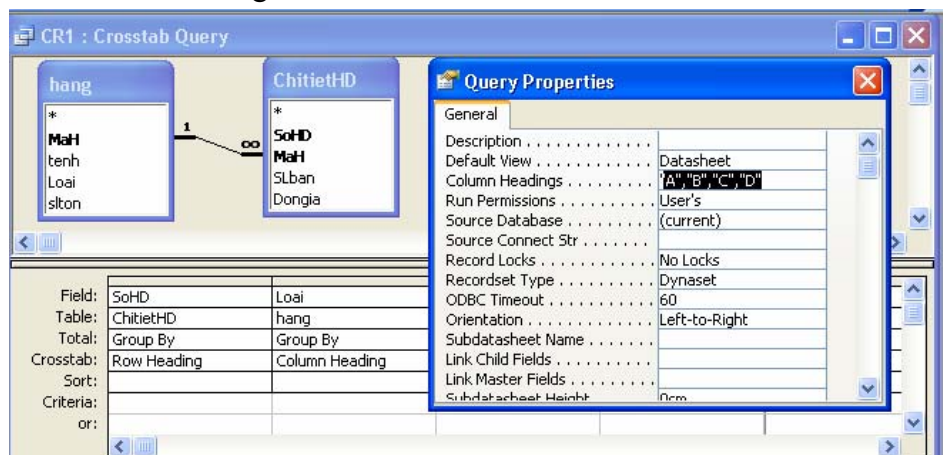 CR1 : Crosstab Query
hang
*
MaH
tenh
Loai
slton
1
∞
ChitietHD
*
SoHD
MaH
SLban
Dongia
Query Properties
General
Description . . . . . . . . . . . . .
Default View . . . . . . . . . . . . Datasheet
Column Headings . . . . . . . . . "A","B","C","D"
Run Permissions . . . . . . . . . . User's
Source Database . . . . . . . . . (current)
Source Connect Str . . . . . . .
Record Locks . . . . . . . . . . . . No Locks
Recordset Type . . . . . . . . . . Dynaset
ODBC Timeout . . . . . . . . . . . 60
Orientation . . . . . . . . . . . . . Left-to-Right
Subdatasheet Name . . . . . . .
Link Child Fields . . . . . . . . . .
Link Master Fields . . . . . . . . .
Subdatasheet Height . . . . . . 0cm
Field: SoHD Loai
Table: ChitietHD hang
Total: Group By Group By
Crosstab: Row Heading Column Heading
Sort:
Criteria:
or: